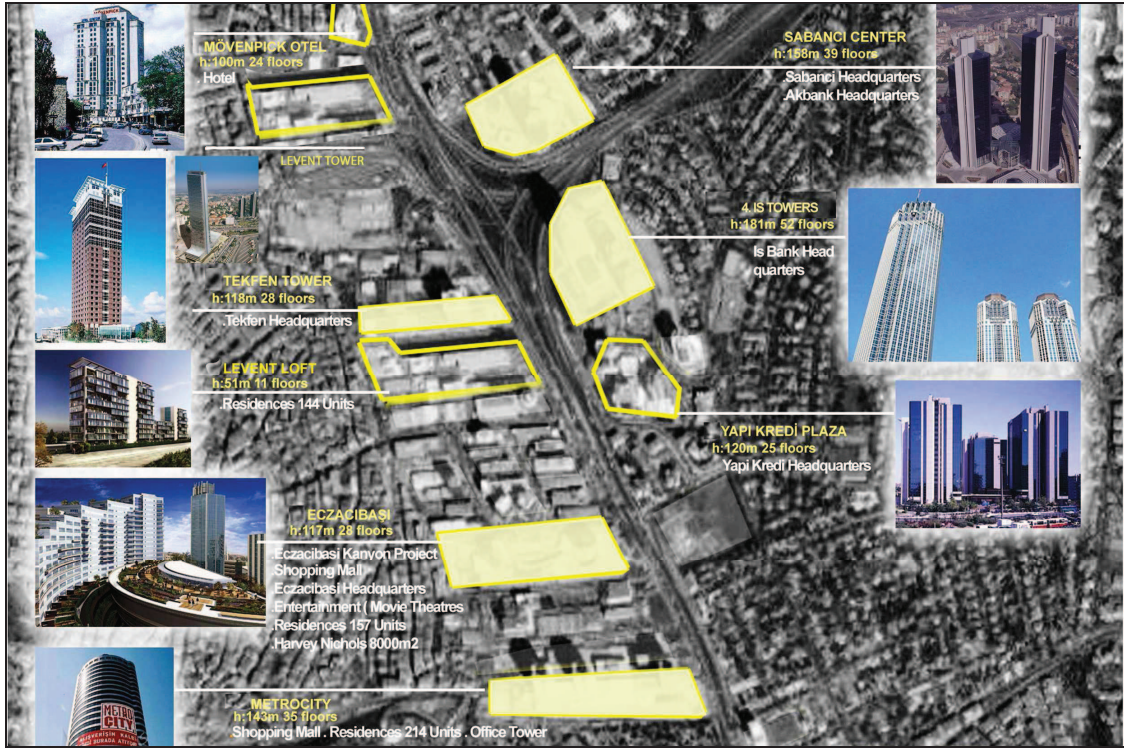 MÖVENPICK OTEL
h:100m 24 floors
. Hotel
LEVENT TOWER
SABANCI CENTER
h:158m 39 floors
Sabanci Headquarters
.Akbank Headquarters
4. IS TOWERS
h:181m 52 floors
Is Bank Head
quarters
TEKFEN TOWER
h:118m 28 floors
.Tekfen Headquarters
LEVENT LOFT
h:51m 11 floors
.Residences 144 Units
YAPI KREDİ PLAZA
h:120m 25 floors
Yapi Kredi Headquarters
ECZACIBAŞI
h:117m 28 floors
.Eczacibasi Kanyon Project
Shopping Mall
.Eczacibasi Headquarters
.Entertainment ( Movie Theatres
.Residences 157 Units
.Harvey Nichols 8000m2
METROCITY
h:143m 35 floors
.Shopping Mall . Residences 214 Units . Office Tower
METRO
CITY